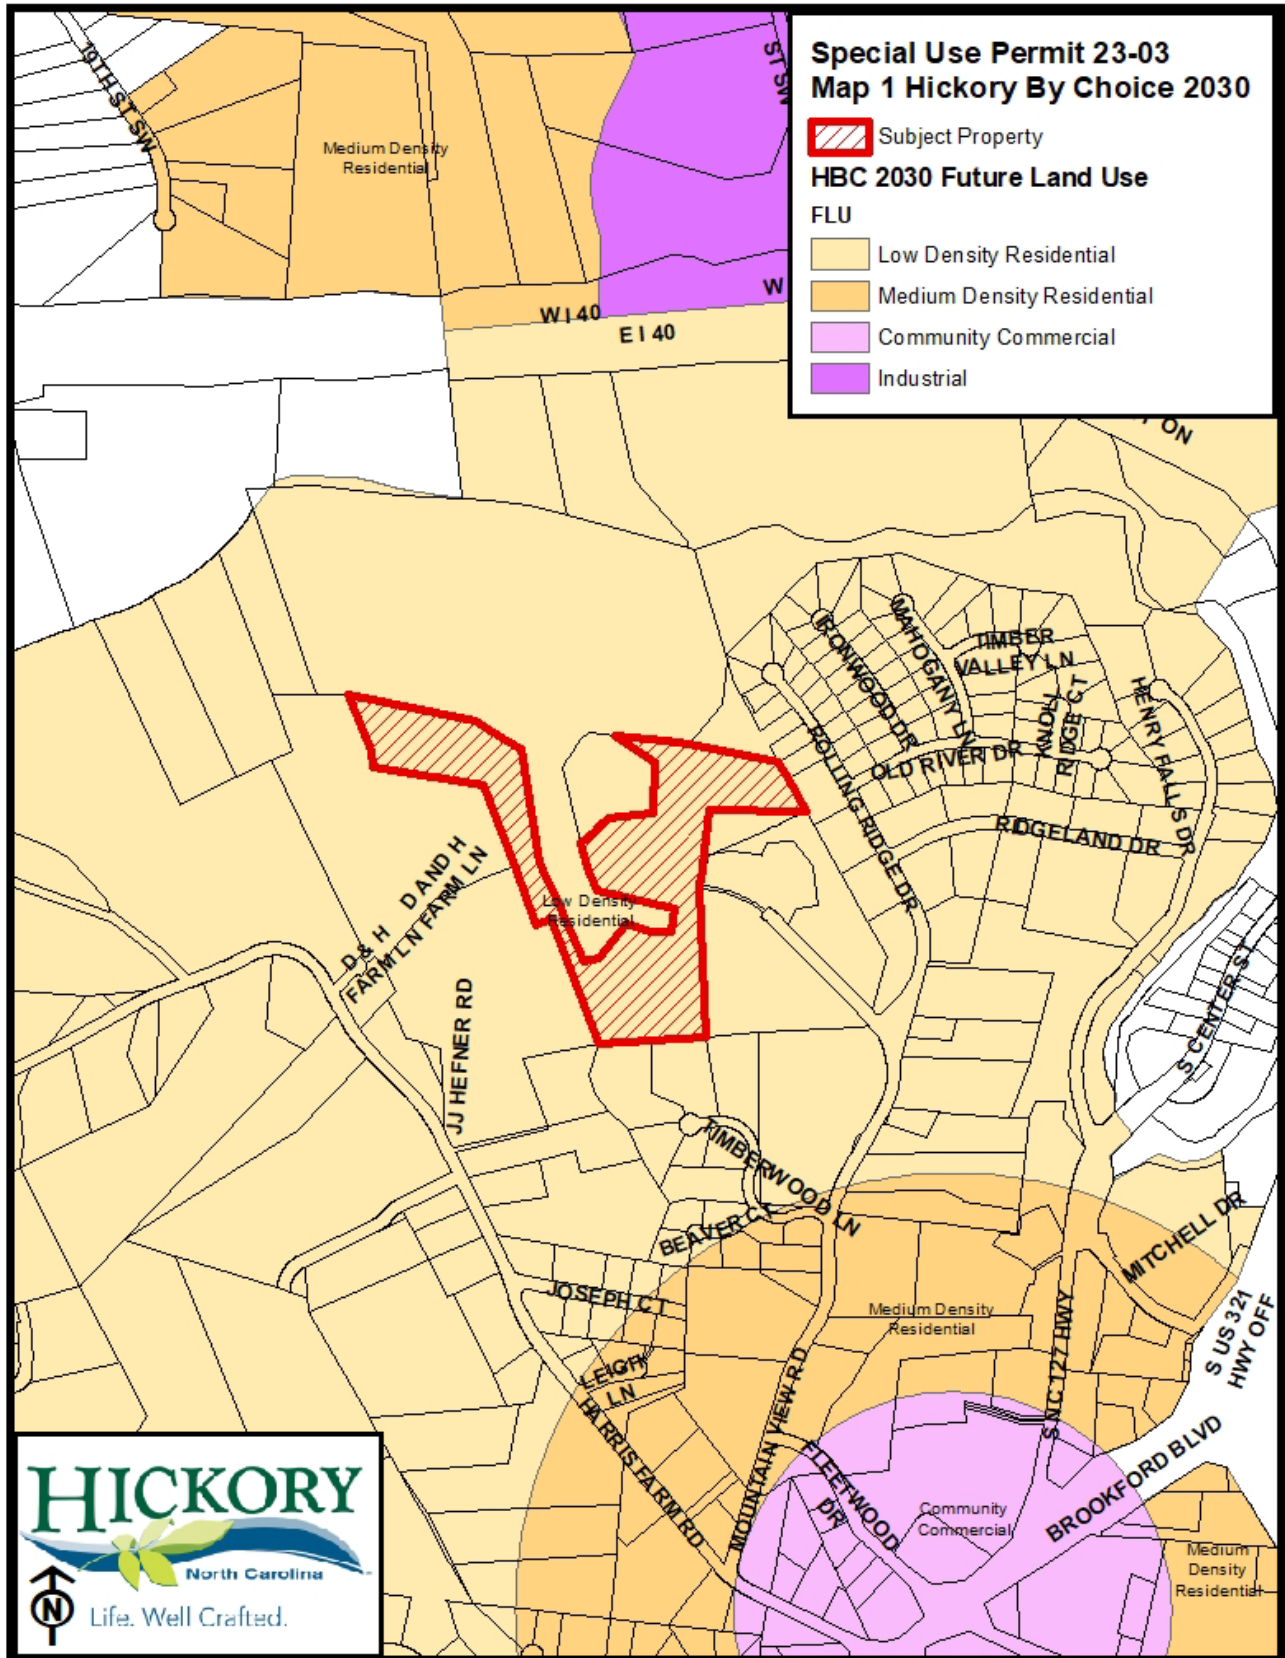 Special Use Permit 23-03
Map 1 Hickory By Choice 2030
Subject Property
HBC 2030 Future Land Use
FLU
Low Density Residential
Medium Density Residential
Community Commercial
Industrial
19TH ST SW
ST SW
Medium Density
Residential
W I 40
W
E I 40
ON
IRONWOOD DR
MAHOGANY LN
TIMBER
VALLEY LN
KNOLL
RIDGE CT
HENRY FALLS DR
ROLLING RIDGE DR
OLD RIVER DR
RIDGELAND DR
D AND H
FARM LN
D & H
FARM LN
Low Density
Residential
JJ HEFNER RD
S CENTER ST
TIMBERWOOD LN
BEAVER CT
MITCHELL DR
JOSEPH CT
Medium Density
Residential
S NC 127 HWY
S US 321
HWY OFF
LEIGH
LN
HARRIS FARM RD
MOUNTAIN VIEW RD
FLEETWOOD
DR
BROOKFORD BLVD
Community
Commercial
Medium
Density
Residential
HICKORY
North Carolina
N
Life. Well Crafted.